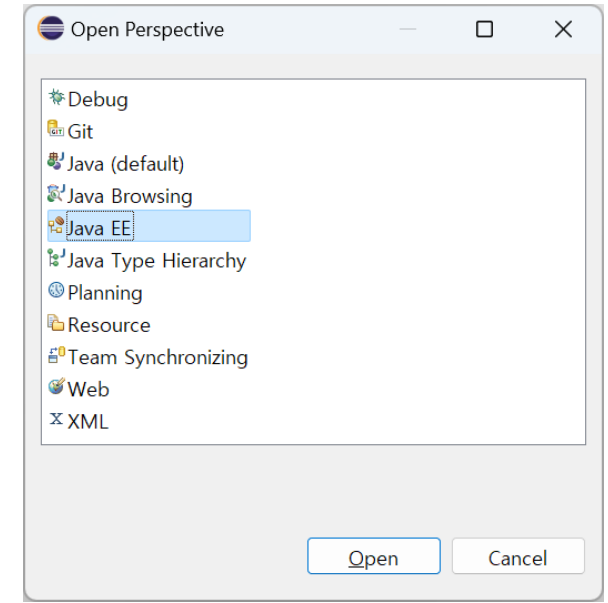 Open Perspective
Debug
GIT
Git
Java (default)
Java Browsing
Java EE
Java Type Hierarchy
Planning
Resource
Team Synchronizing
Web
X XML
Open
Cancel